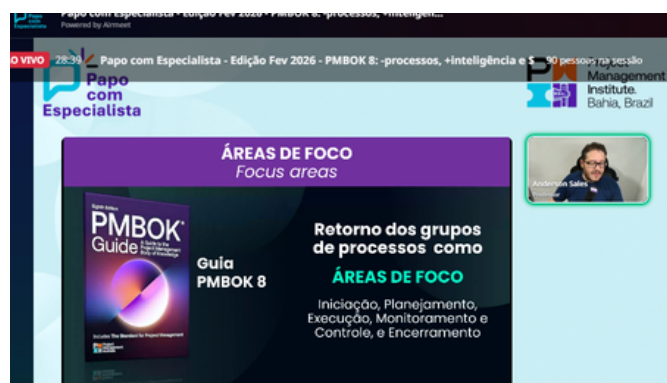 Papo com Especialista - Edição Fev 2026 - PMBOK 8: -processos, +inteligên...
Powered by Airmeet
O VIVO 28:39 Papo com Especialista - Edição Fev 2026 - PMBOK 8: -processos, +inteligência e 90 pessoas na sessão
Papo
com
Especialista
Project
Management
Institute.
Bahia, Brazil
ÁREAS DE FOCO
Focus areas
Anderson Sales
PMBOK
Guide
Guia
PMBOK 8
Retorno dos grupos
de processos como
ÁREAS DE FOCO
Iniciação, Planejamento,
Execução, Monitoramento e
Controle, e Encerramento